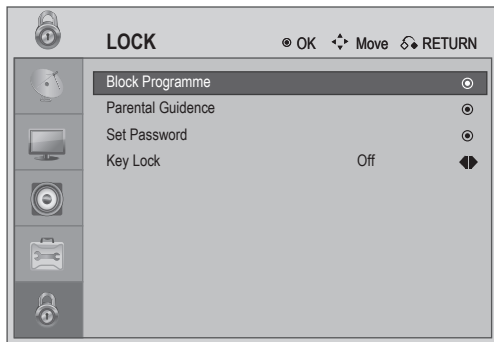 LOCK OK Move RETURN
Block Programme
Parental Guidence
Set Password
Key Lock Off